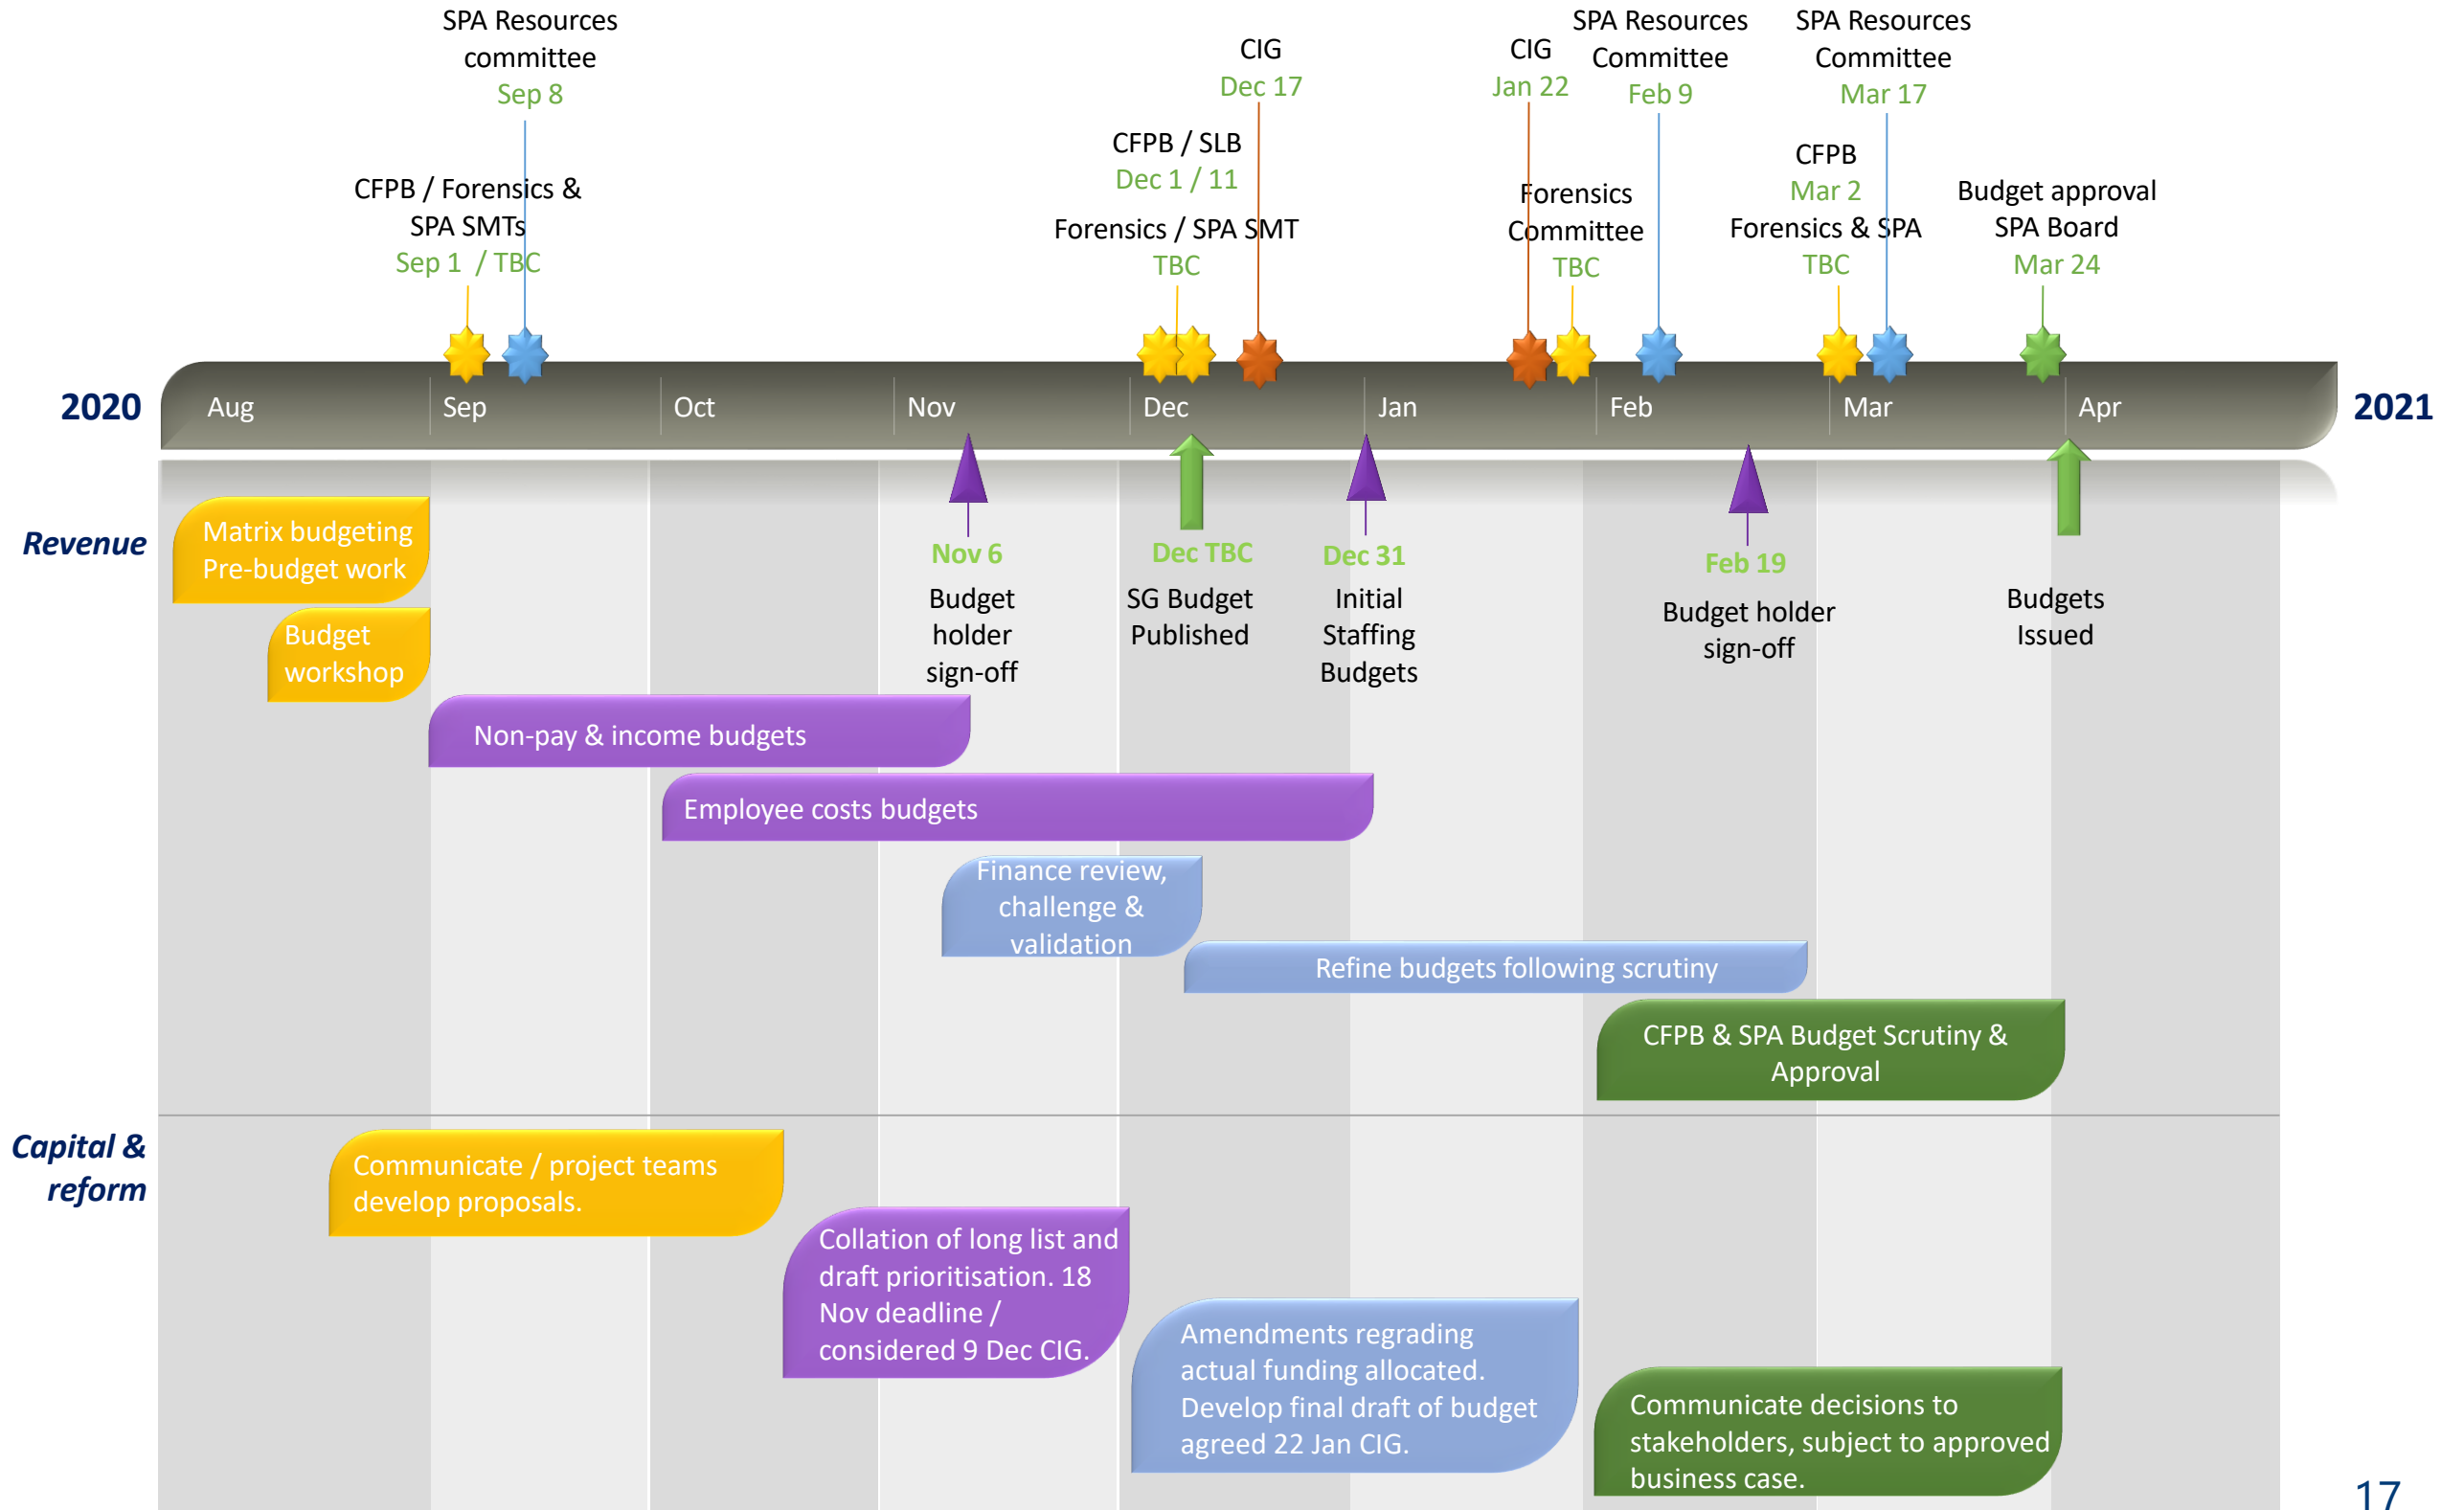 SPA Resources
committee
Sep 8
CFPB / Forensics &
SPA SMTs
Sep 1 / TBC
CIG
Dec 17
CFPB / SLB
Dec 1 / 11
Forensics / SPA SMT
TBC
CIG
Jan 22
Forensics
Committee
TBC
SPA Resources
Committee
Feb 9
SPA Resources
Committee
Mar 17
CFPB
Mar 2
Forensics & SPA
TBC
Budget approval
SPA Board
Mar 24
2020
Aug
Sep
Oct
Nov
Dec
Jan
Feb
Mar
Apr
2021
Revenue
Matrix budgeting
Pre-budget work
Budget
workshop
Nov 6
Budget
holder
sign-off
Dec TBC
SG Budget
Published
Dec 31
Initial
Staffing
Budgets
Feb 19
Budget holder
sign-off
Budgets
Issued
Non-pay & income budgets
Employee costs budgets
Finance review,
challenge &
validation
Refine budgets following scrutiny
CFPB & SPA Budget Scrutiny &
Approval
Capital &
reform
Communicate / project teams
develop proposals.
Collation of long list and
draft prioritisation. 18
Nov deadline /
considered 9 Dec CIG.
Amendments regrading
actual funding allocated.
Develop final draft of budget
agreed 22 Jan CIG.
Communicate decisions to
stakeholders, subject to approved
business case.
17